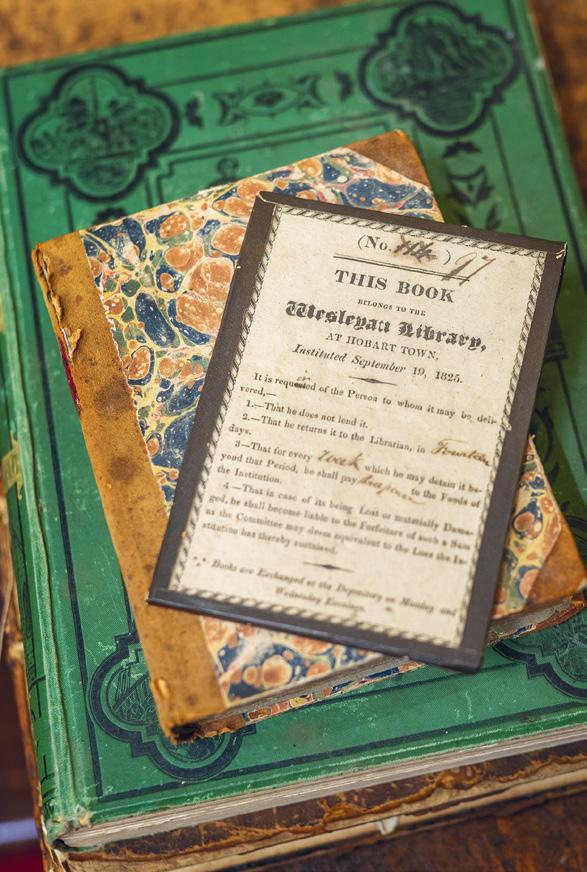 (No. ) 97
THIS BOOK
BELONGS TO THE
Wesleyan Library,
AT HOBART TOWN,
Instituted September 19, 1825.
It is requested of the Person to whom it may be deli-
vered,—
1.—That he does not lend it.
2.—That he returns it to the Librarian, in Fourteen
days.
3—That for every Week which he may detain it be-
yond that Period, he shall pay to the Funds of
the Institution.
4—That in case of its being Lost or materially Dama-
ged, he shall become liable to the Forfeiture of such a Sum
as the Committee may deem equivalent to the Loss the In-
stitution has thereby sustained.
Books are Exchanged at the Depository on Monday and
Wednesday Evenings.